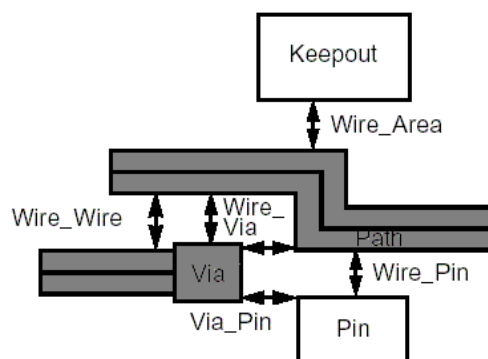 Keepout
Wire_Area
Wire_Wire
Wire_
Via
Path
Via
Wire_Pin
Via_Pin
Pin